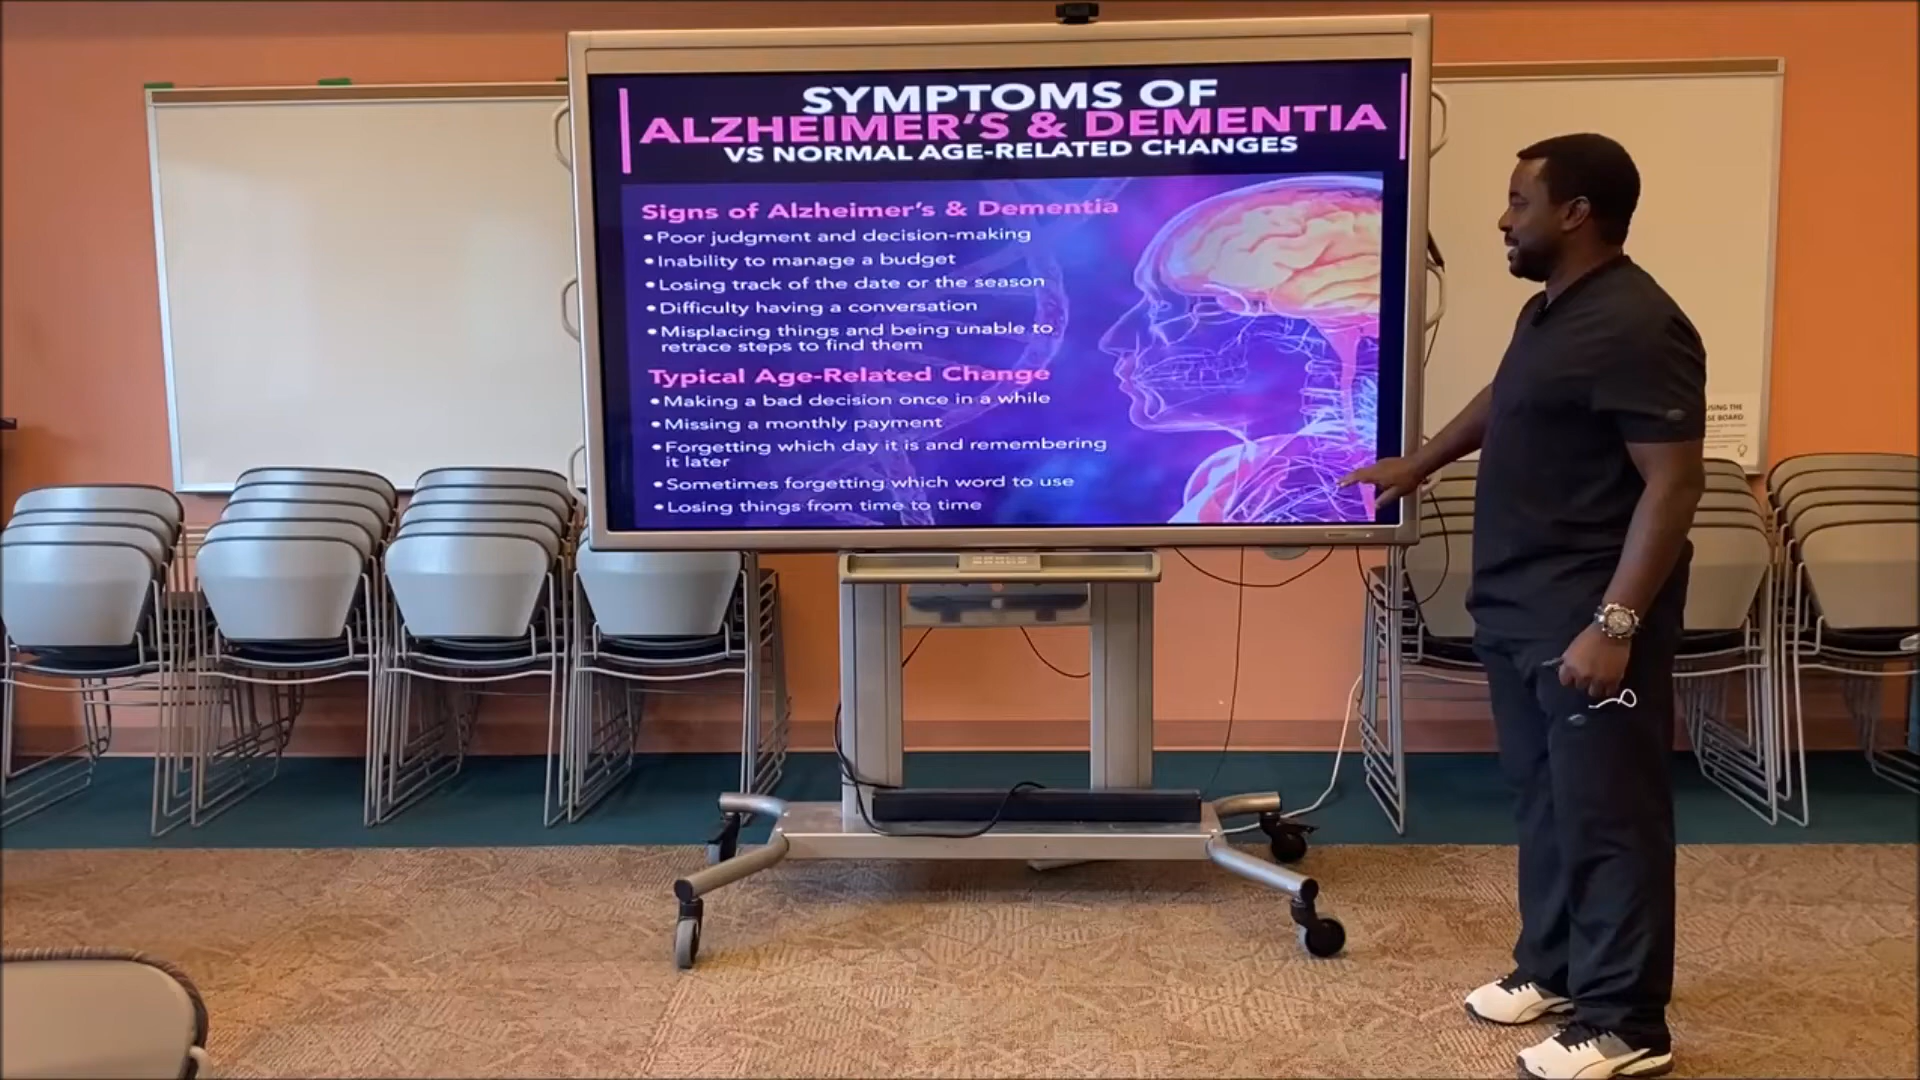 SYMPTOMS OF
ALZHEIMER'S & DEMENTIA
VS NORMAL AGE-RELATED CHANGES
Signs of Alzheimer's & Dementia
• Poor judgment and decision-making
• Inability to manage a budget
• Losing track of the date or the season
• Difficulty having a conversation
• Misplacing things and being unable to
retrace steps to find them
Typical Age-Related Change
• Making a bad decision once in a while
• Missing a monthly payment
• Forgetting which day it is and remembering
it later
• Sometimes forgetting which word to use
• Losing things from time to time
USING THE
BOARD